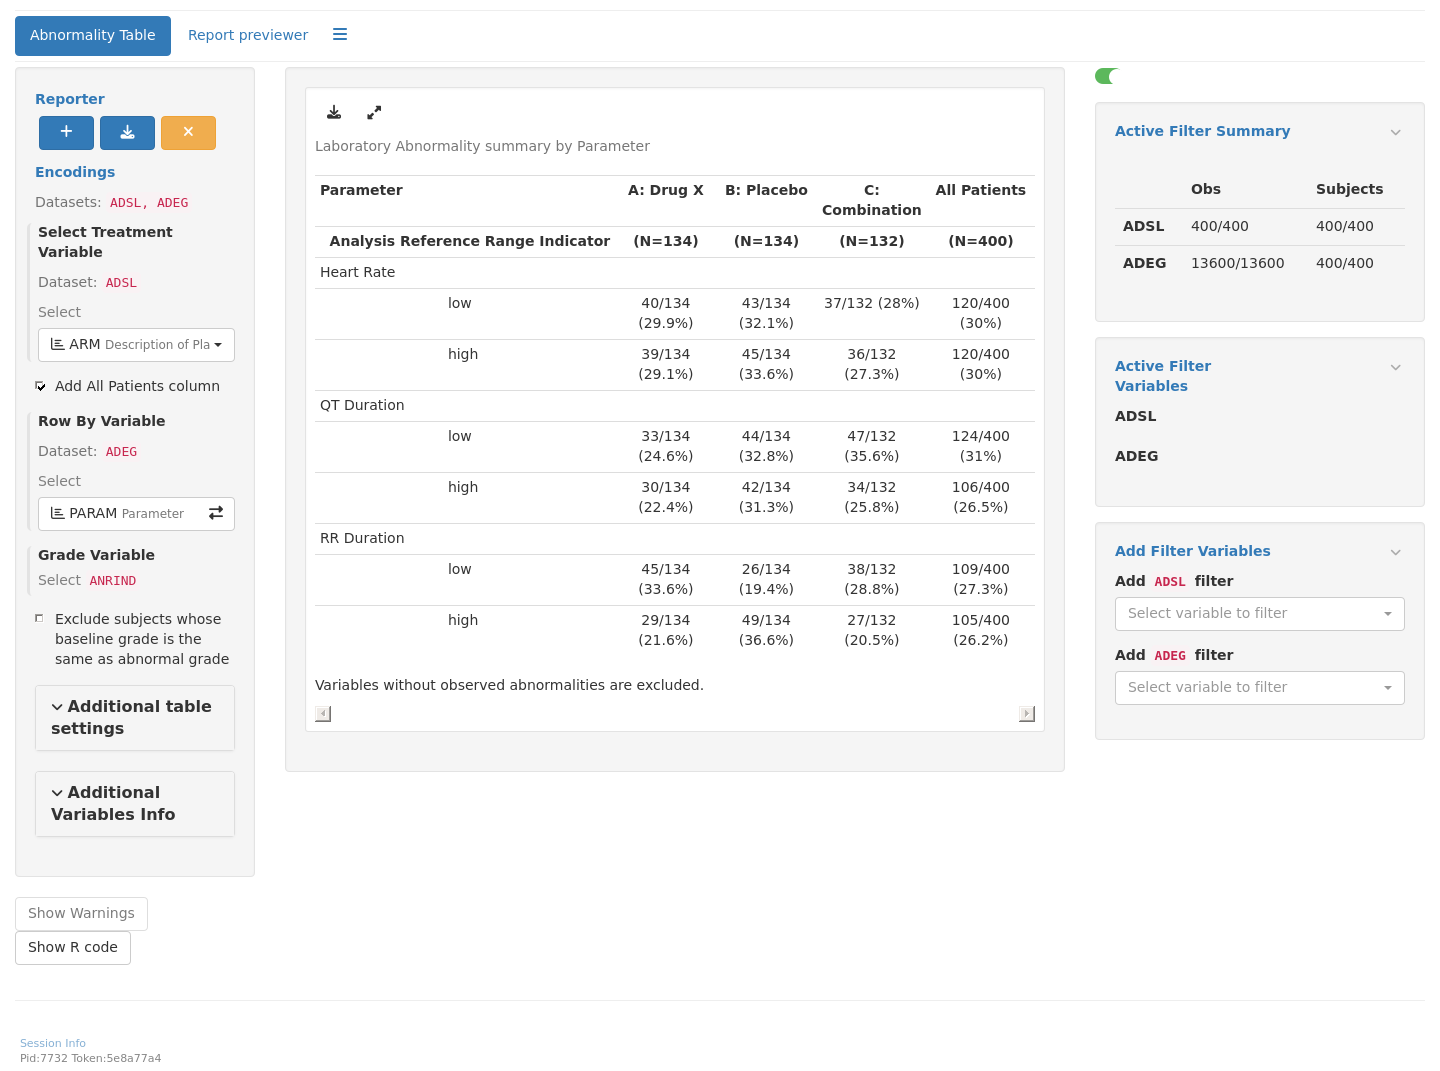 Abnormality Table
Report previewer
Reporter
Encodings
Datasets: ADSL, ADEG
Select Treatment
Variable
Dataset: ADSL
Select
ARM Description of Pla
Add All Patients column
Row By Variable
Dataset: ADEG
Select
PARAM Parameter
Grade Variable
Select ANRIND
Exclude subjects whose
baseline grade is the
same as abnormal grade
Additional table
settings
Additional
Variables Info
Show Warnings
Show R code
Laboratory Abnormality summary by Parameter
Parameter A: Drug X B: Placebo C: All Patients
Combination
Analysis Reference Range Indicator (N=134) (N=134) (N=132) (N=400)
Heart Rate
low 40/134 43/134 37/132 (28%) 120/400
(29.9%) (32.1%) (30%)
high 39/134 45/134 36/132 120/400
(29.1%) (33.6%) (27.3%) (30%)
QT Duration
low 33/134 44/134 47/132 124/400
(24.6%) (32.8%) (35.6%) (31%)
high 30/134 42/134 34/132 106/400
(22.4%) (31.3%) (25.8%) (26.5%)
RR Duration
low 45/134 26/134 38/132 109/400
(33.6%) (19.4%) (28.8%) (27.3%)
high 29/134 49/134 27/132 105/400
(21.6%) (36.6%) (20.5%) (26.2%)
Variables without observed abnormalities are excluded.
Active Filter Summary
Obs Subjects
ADSL 400/400 400/400
ADEG 13600/13600 400/400
Active Filter
Variables
ADSL
ADEG
Add Filter Variables
Add ADSL filter
Select variable to filter
Add ADEG filter
Select variable to filter
Session Info
Pid:7732 Token:5e8a77a4